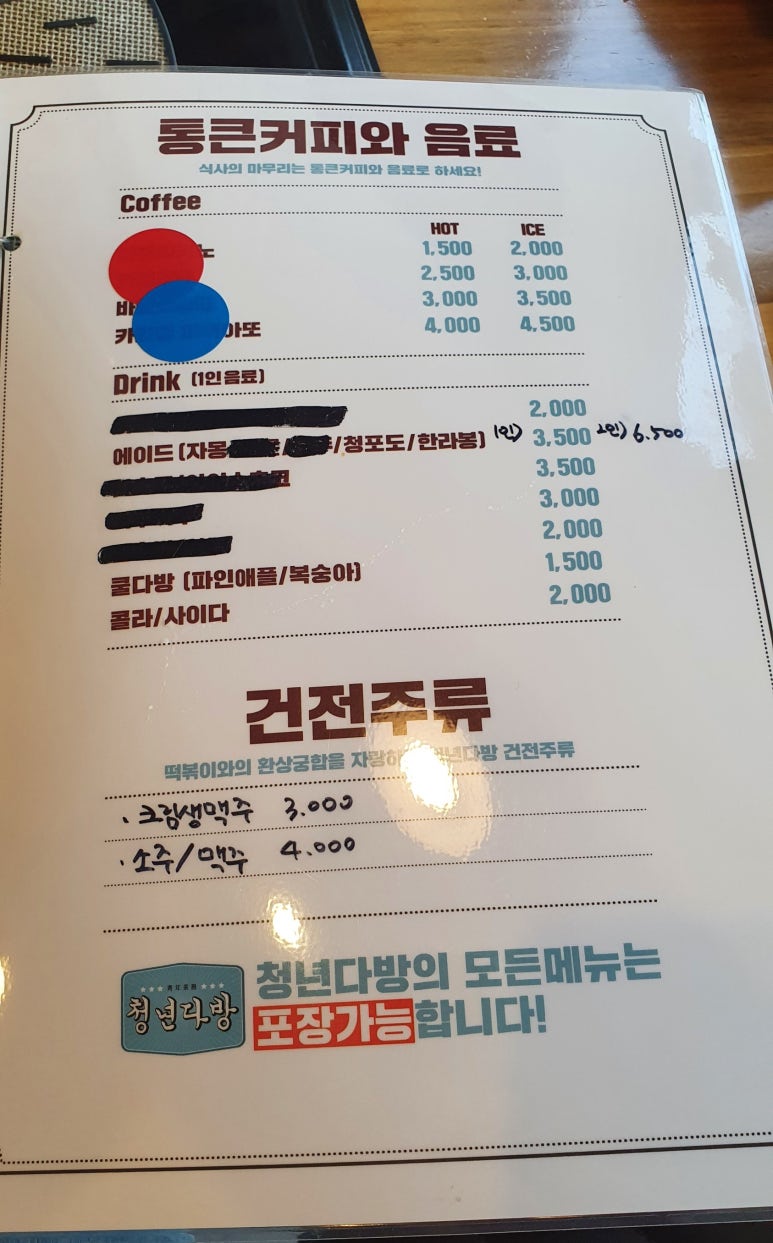 통큰커피와 음료
식사의 마무리는 통큰커피와 음료로 하세요!
Coffee
HOT ICE
노 1,500 2,000
2,500 3,000
바 3,000 3,500
카 아또 4,000 4,500
Drink (1인음료)
2,000
에이드 (자몽 /청포도/한라봉) 1인) 3,500 2인) 6.500
3,500
3,000
2,000
쿨다방 (파인애플/복숭아) 1,500
콜라/사이다 2,000
건전주류
떡볶이와의 환상궁합을 자랑하 청년다방 건전주류
· 크림생맥주 3.000
· 소주/맥주 4.000
청년다방
청년다방의 모든메뉴는
포장가능합니다!